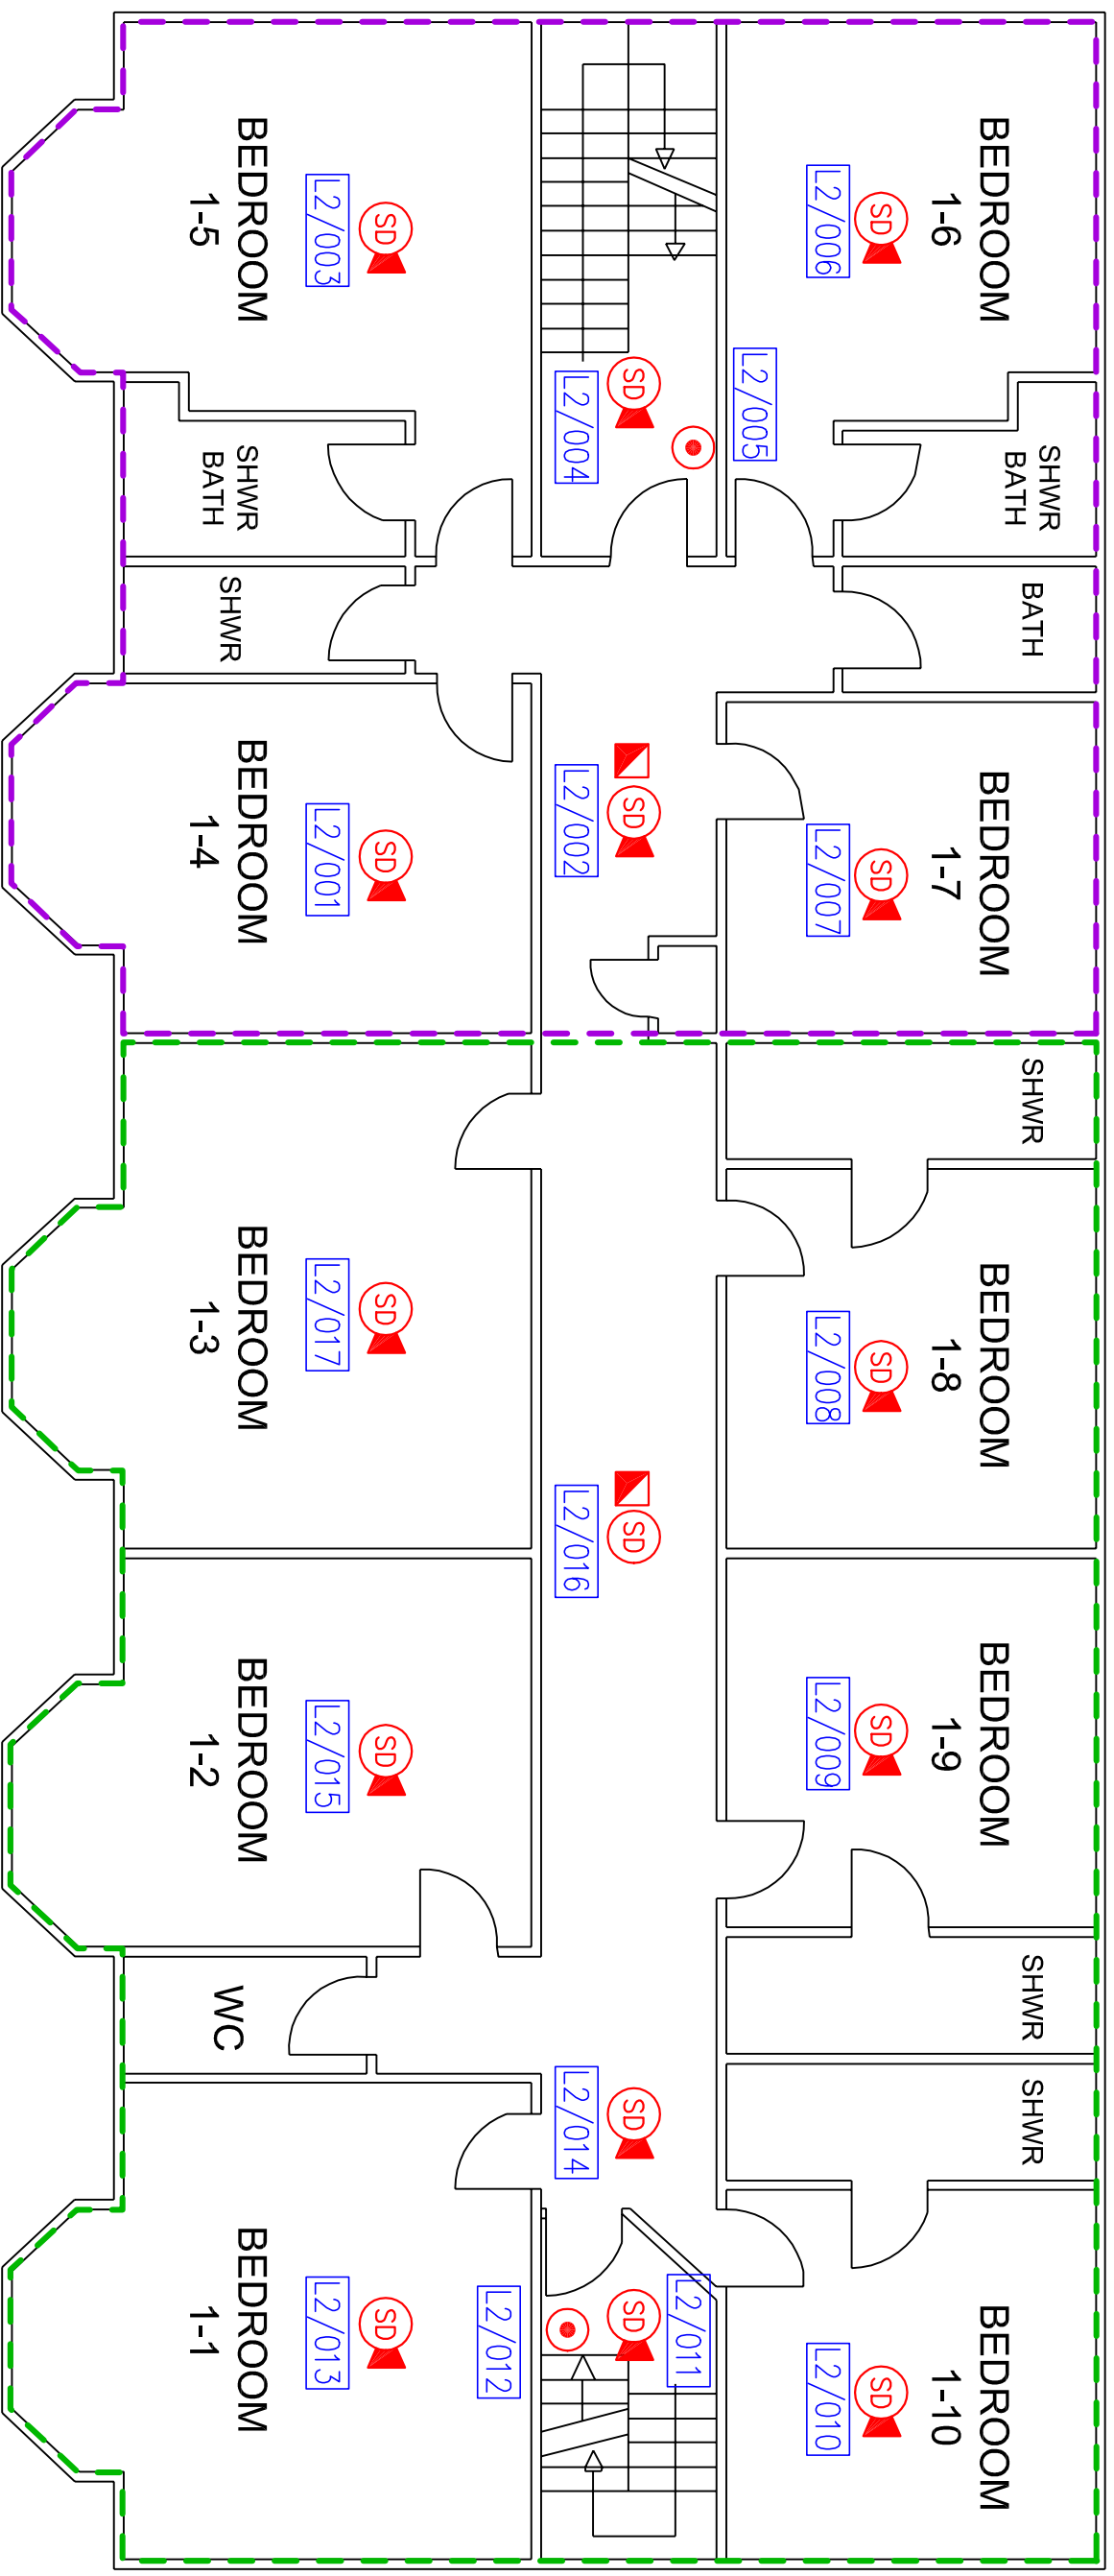 BEDROOM
1-6
SD
L2/006
L2/005
SHWR
BATH
BATH
BEDROOM
1-7
SD
L2/007
SHWR
BEDROOM
1-8
SD
L2/008
BEDROOM
1-9
SD
L2/009
SHWR
SHWR
BEDROOM
1-10
SD
L2/010
SD
L2/004
SD
L2/002
SD
L2/016
SD
L2/014
L2/011
SD
L2/012
SD
L2/003
BEDROOM
1-5
SHWR
BATH
SHWR
SD
L2/001
BEDROOM
1-4
SD
L2/017
BEDROOM
1-3
SD
L2/015
BEDROOM
1-2
WC
SD
L2/013
BEDROOM
1-1